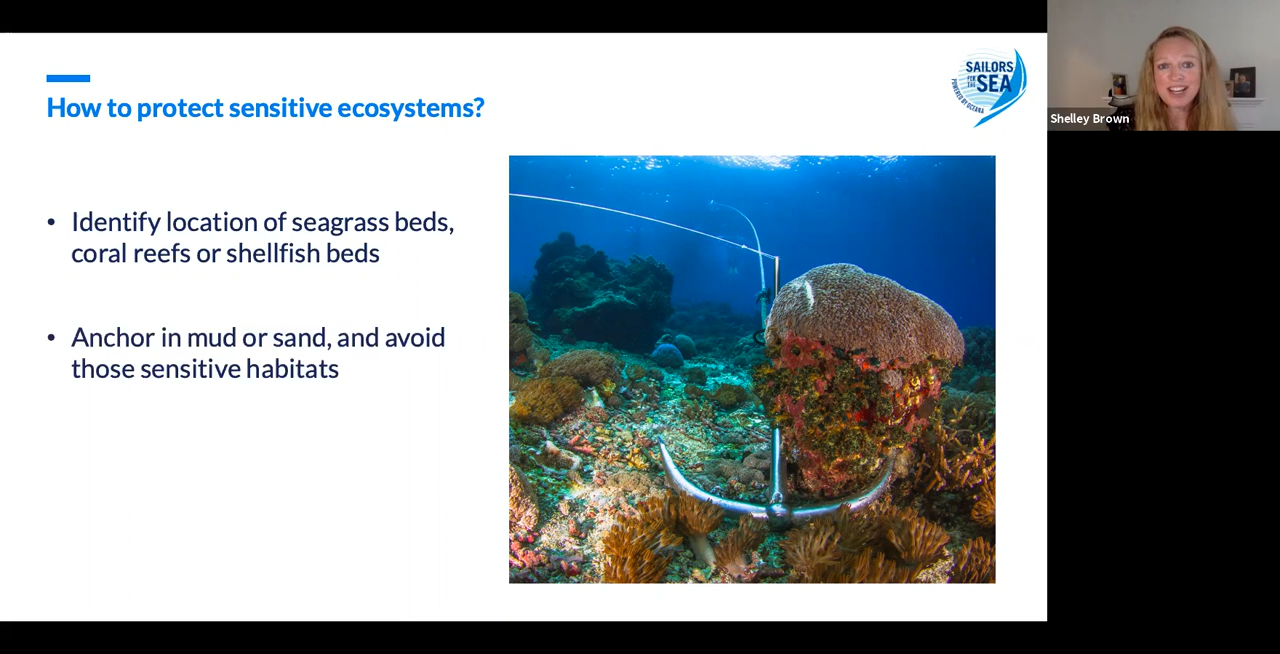 How to protect sensitive ecosystems?
SAILORS
FOR
THE
SEA
POWERED BY OCEANA
Shelley Brown
• Identify location of seagrass beds,
coral reefs or shellfish beds
• Anchor in mud or sand, and avoid
those sensitive habitats